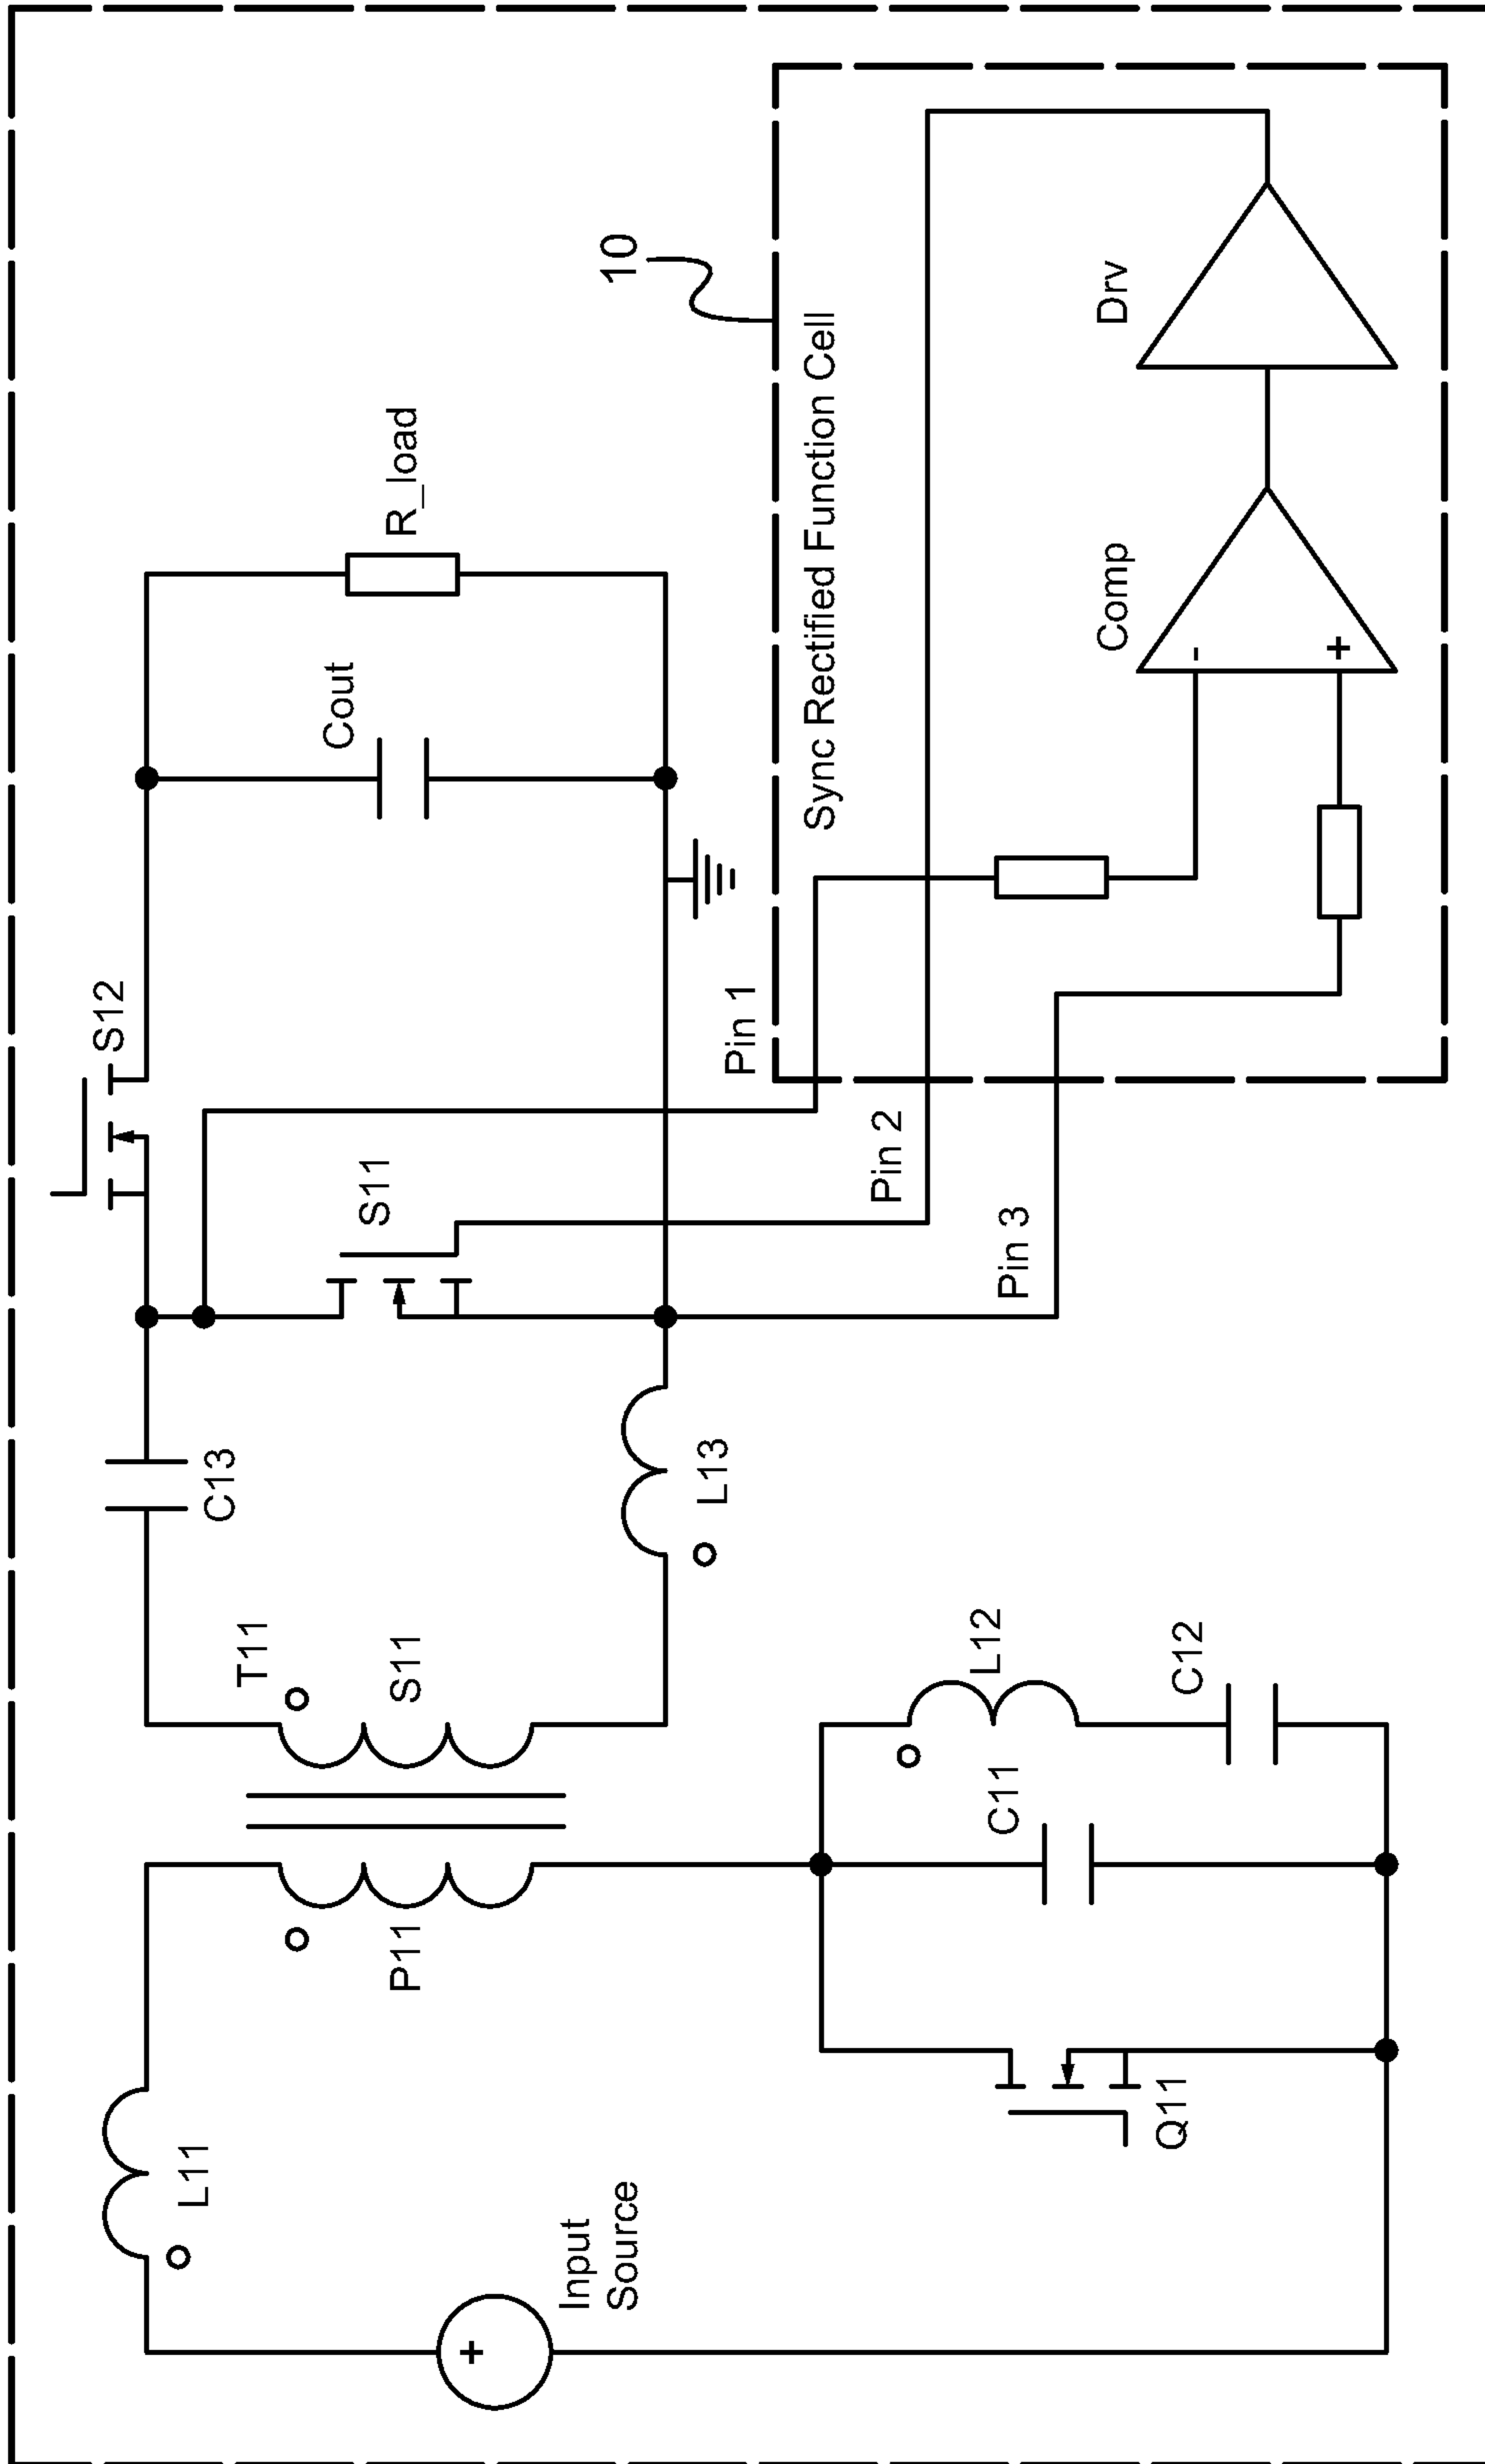 L11
Input
Source
P11
T11
S11
Q11
C11
L12
C12
C13
L13
S12
S11
Cout
R_load
Pin 1
Pin 2
Pin 3
10
Sync Rectified Function Cell
Comp
-
+
Drv
+